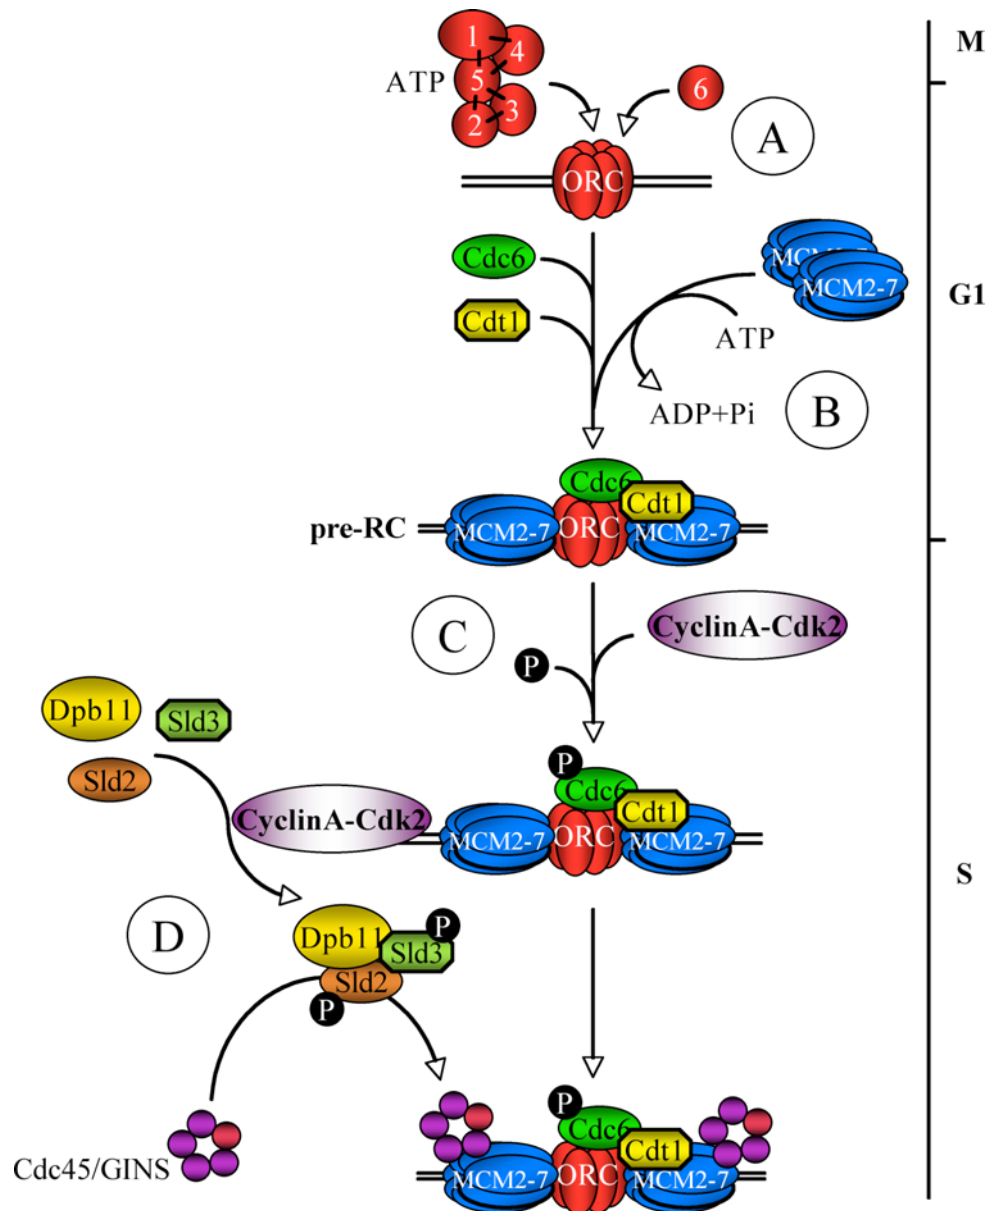 1
4
M
ATP
5
6
2
3
A
ORC
Cdc6
MCM2-7
Cdt1
G1
ATP
ADP+Pi
B
Cdc6
Cdt1
pre-RC
MCM2-7
ORC
MCM2-7
C
CyclinA-Cdk2
P
Dpb11
Sld3
P
Sld2
Cdc6
CyclinA-Cdk2
Cdt1
MCM2-7
ORC
MCM2-7
S
D
Dpb11
P
Sld3
Sld2
P
P
Cdc6
Cdc45/GINS
Cdt1
MCM2-7
ORC
MCM2-7